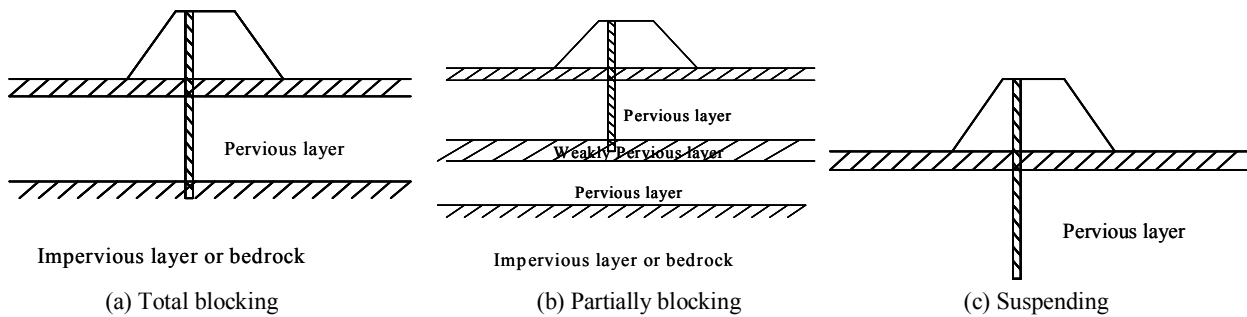 Pervious layer
Impervious layer or bedrock
(a) Total blocking
Pervious layer
Weakly Pervious layer
Pervious layer
Impervious layer or bedrock
(b) Partially blocking
Pervious layer
(c) Suspending